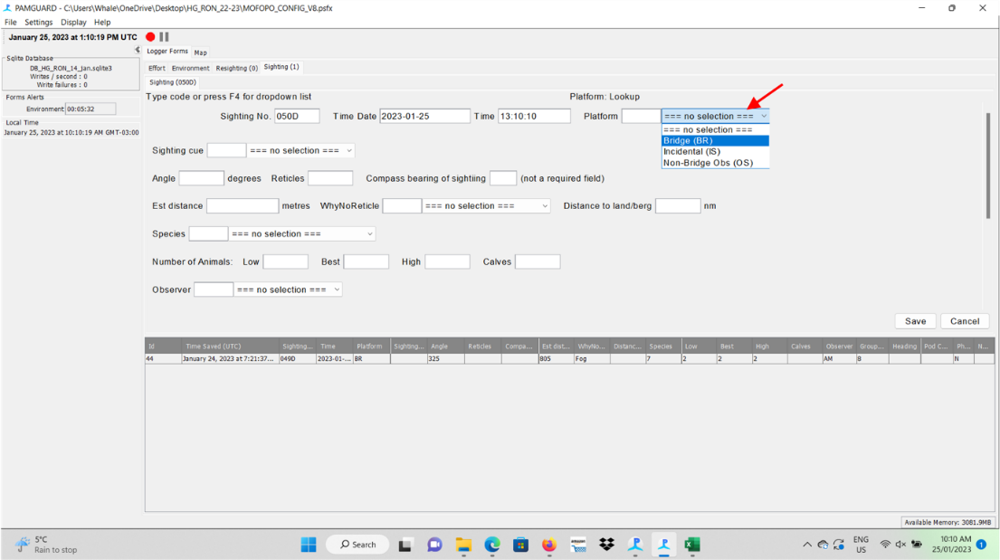 PAMGUARD - C:\Users\Whale\OneDrive\Desktop\HG_RON_22-23\MOFOPO_CONFIG_V8.psfx
File Settings Display Help
January 25, 2023 at 1:10:19 PM UTC
Sqlite Database
DB_HG_RON_14_Jan.sqlite3
Writes / second : 0
Write failures : 0
Forms Alerts
Environment 00:05:32
Local Time
January 25, 2023 at 10:10:19 AM GMT-03:00
Logger Forms Map
Effort Environment Resighting (0) Sighting (1)
Sighting (050D)
Type code or press F4 for dropdown list Platform: Lookup
Sighting No. 050D Time Date 2023-01-25 Time 13:10:10 Platform === no selection ===
=== no selection ===
Bridge (BR)
Incidental (IS)
Non-Bridge Obs (OS)
Sighting cue === no selection ===
Angle degrees Reticles Compass bearing of sightiing (not a required field)
Est distance metres WhyNoReticle === no selection === Distance to land/berg nm
Species === no selection ===
Number of Animals: Low Best High Calves
Observer === no selection ===
Save Cancel
Id Time Saved (UTC) Sighting... Time Platform Sighting... Angle Reticles Compa... Est dist... WhyNo... Distanc... Species Low Best High Calves Observer Group... Heading Pod C... Ph... N...
44 January 24, 2023 at 7:21:37... 049D 2023-01-... BR 325 805 Fog 7 2 2 2 AM 8 N
Available Memory: 3081.9MB
5°C
Rain to stop
Search
ENG
US
10:10 AM
25/01/2023
1